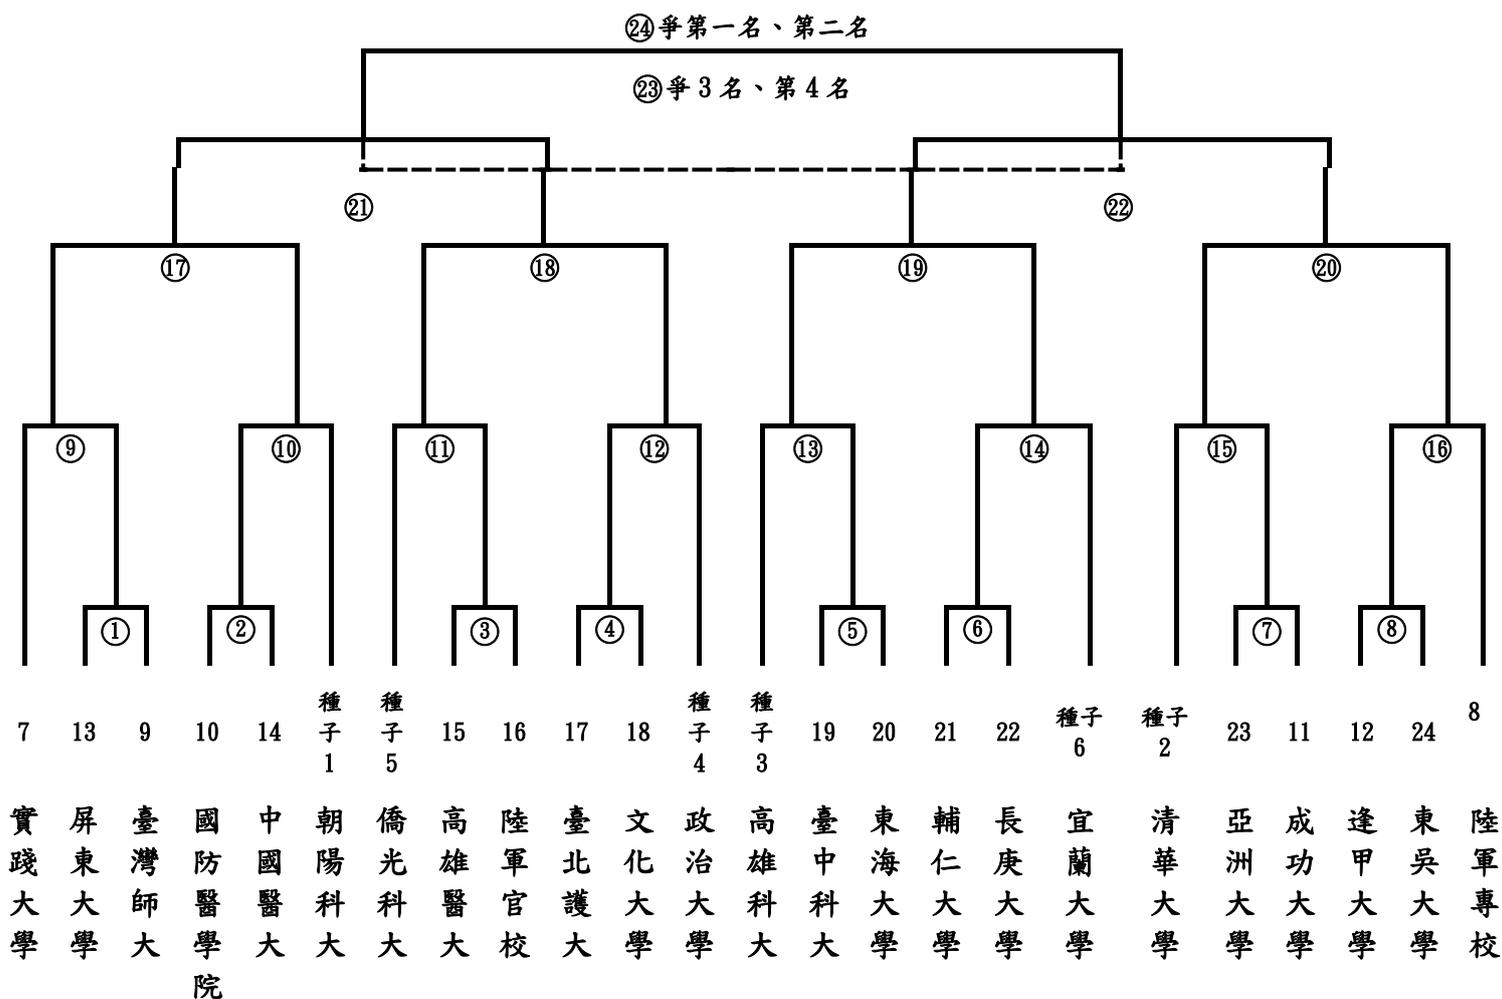 ㉔爭第一名、第二名
㉓爭3名、第4名
㉑ ㉒
⑰ ⑱ ⑲ ⑳
⑨ ⑩ ⑪ ⑫ ⑬ ⑭ ⑮ ⑯
① ② ③ ④ ⑤ ⑥ ⑦ ⑧
7 實踐大學
13 屏東大學
9 臺灣師大
10 國防醫學院
14 中國醫大
種子1 朝陽科大
種子5 僑光科大
15 高雄醫大
16 陸軍官校
17 臺北護大
18 文化大學
種子4 政治大學
種子3 高雄科大
19 臺中科大
20 東海大學
21 輔仁大學
22 長庚大學
種子6 宜蘭大學
種子2 清華大學
23 亞洲大學
11 成功大學
12 逢甲大學
24 東吳大學
8 陸軍專校